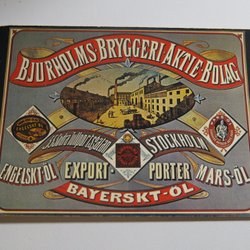 BJURHOLMS BRYGGERI AKTIE-BOLAG
STOCKHOLM
ENGELSKT-ÖL EXPORT- PORTER MARS-ÖL
BAYERSKT-ÖL